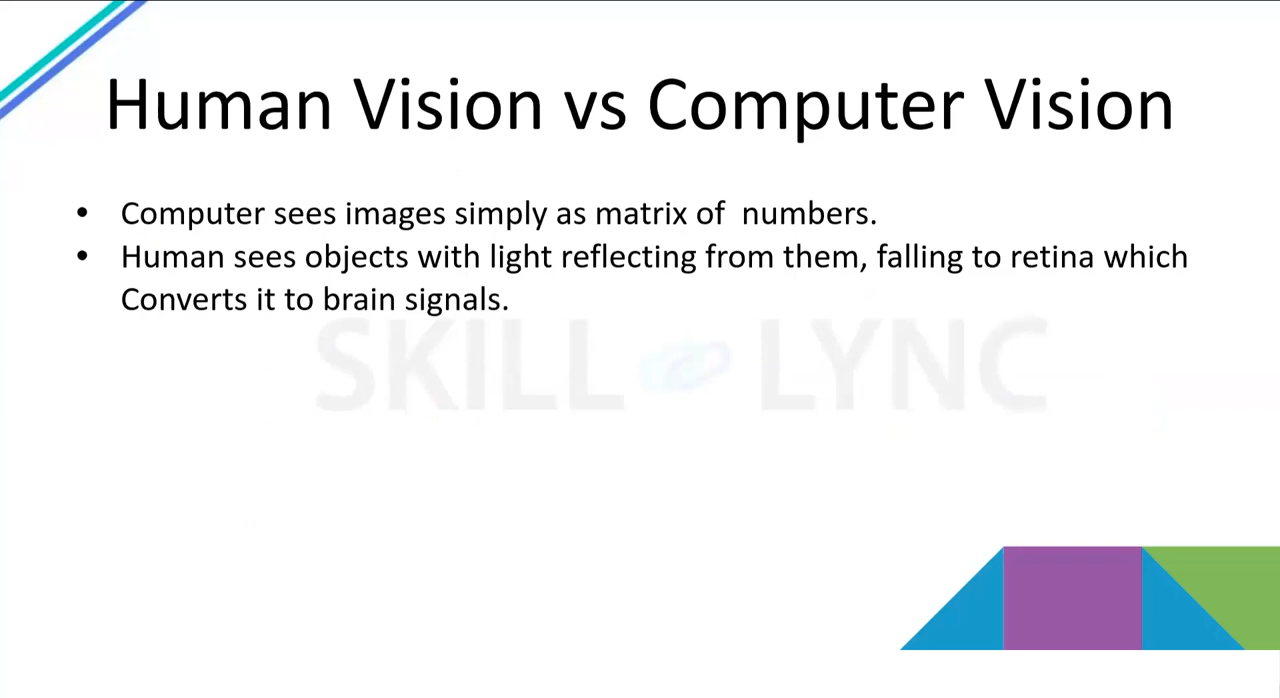 Human Vision vs Computer Vision
• Computer sees images simply as matrix of  numbers.
• Human sees objects with light reflecting from them, falling to retina which
Converts it to brain signals.
SKILL LYNC